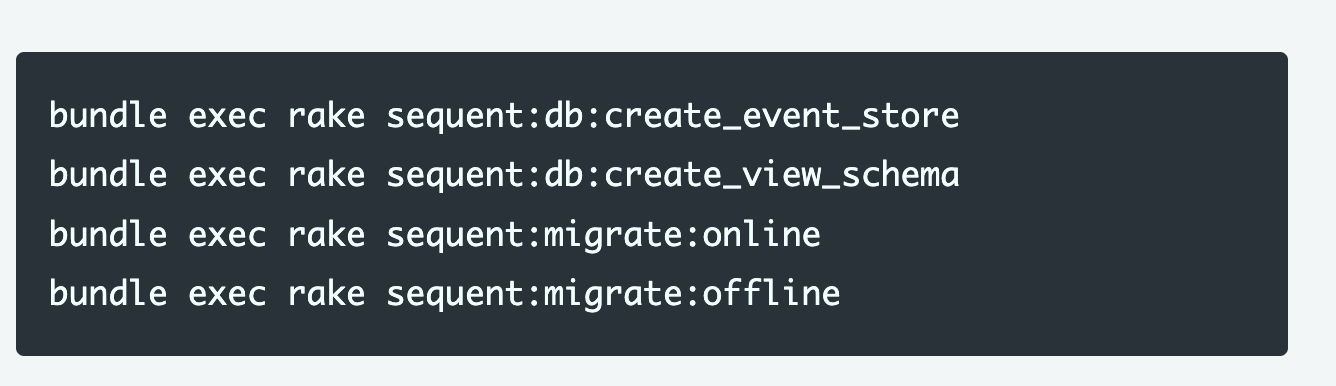 bundle exec rake sequent:db:create_event_store
bundle exec rake sequent:db:create_view_schema
bundle exec rake sequent:migrate:online
bundle exec rake sequent:migrate:offline